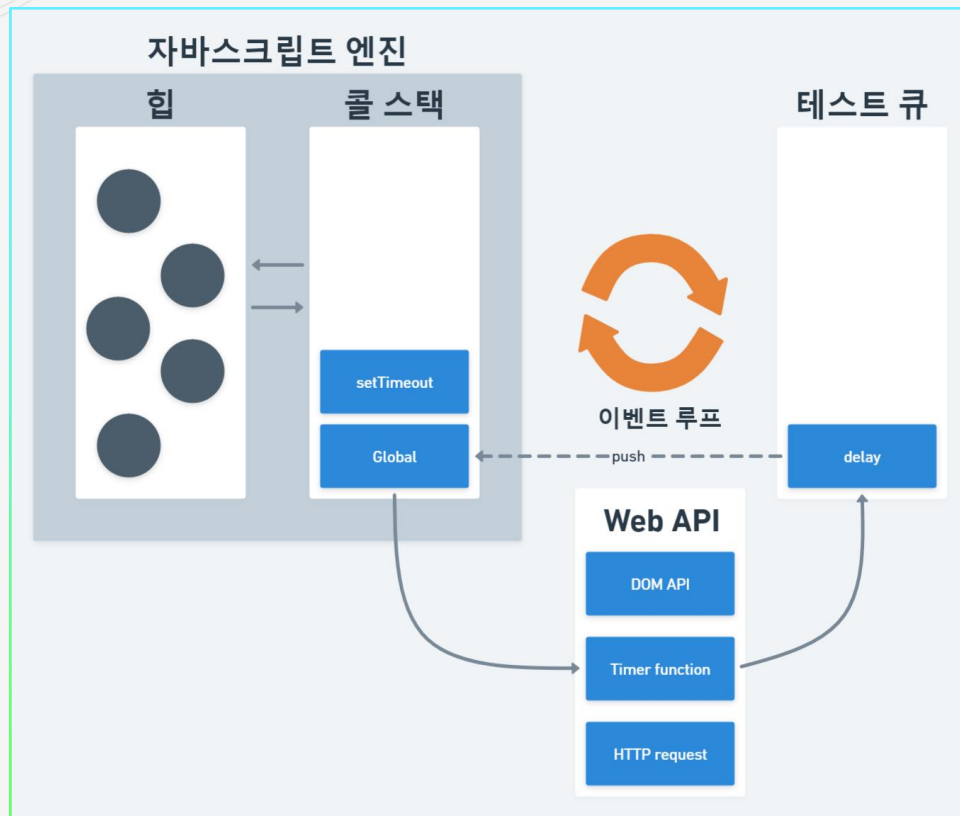 자바스크립트 엔진
힙
콜 스택
테스트 큐
setTimeout
Global
이벤트 루프
push
delay
Web API
DOM API
Timer function
HTTP request